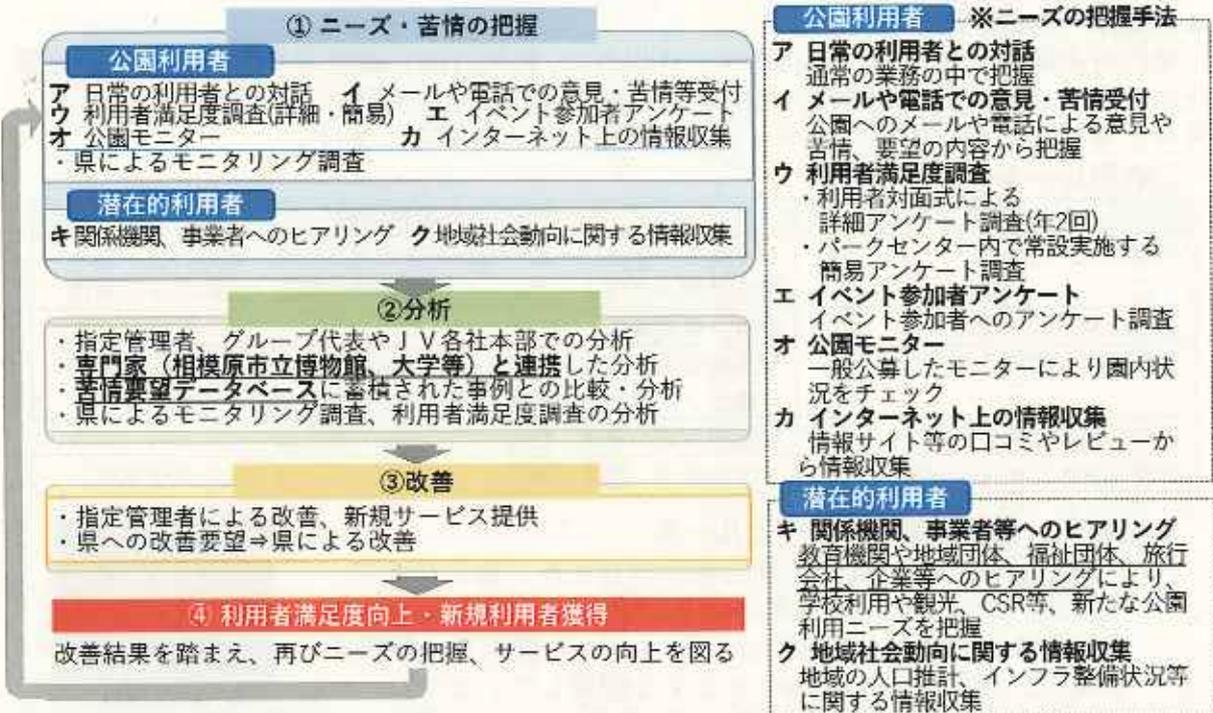 ① ニーズ・苦情の把握
公園利用者
ア 日常の利用者との対話 イ メールや電話での意見・苦情等受付
ウ 利用者満足度調査(詳細・簡易) エ イベント参加者アンケート
オ 公園モニター カ インターネット上の情報収集
・県によるモニタリング調査
潜在的利用者
キ関係機関、事業者へのヒアリング ク地域社会動向に関する情報収集
②分析
・指定管理者、グループ代表やJV各社本部での分析
・専門家（相模原市立博物館、大学等）と連携した分析
・苦情要望データベースに蓄積された事例との比較・分析
・県によるモニタリング調査、利用者満足度調査の分析
③改善
・指定管理者による改善、新規サービス提供
・県への改善要望⇒県による改善
④ 利用者満足度向上・新規利用者獲得
改善結果を踏まえ、再びニーズの把握、サービスの向上を図る
公園利用者 ※ニーズの把握手法
ア 日常の利用者との対話
通常の業務の中で把握
イ メールや電話での意見・苦情受付
公園へのメールや電話による意見や
苦情、要望の内容から把握
ウ 利用者満足度調査
・利用者対面式による
詳細アンケート調査(年2回)
・パークセンター内で常設実施する
簡易アンケート調査
エ イベント参加者アンケート
イベント参加者へのアンケート調査
オ 公園モニター
一般公募したモニターにより園内状
況をチェック
カ インターネット上の情報収集
情報サイト等の口コミやレビューか
ら情報収集
潜在的利用者
キ 関係機関、事業者等へのヒアリング
教育機関や地域団体、福祉団体、旅行
会社、企業等へのヒアリングにより、
学校利用や観光、CSR等、新たな公園
利用ニーズを把握
ク 地域社会動向に関する情報収集
地域の人口推計、インフラ整備状況等
に関する情報収集